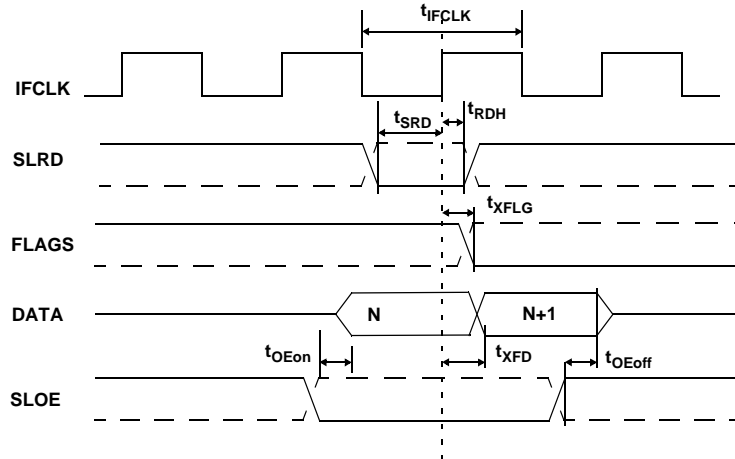 tIFCLK
IFCLK
tSRD
tRDH
SLRD
tXFLG
FLAGS
DATA
N
N+1
tOEon
tXFD
tOEoff
SLOE